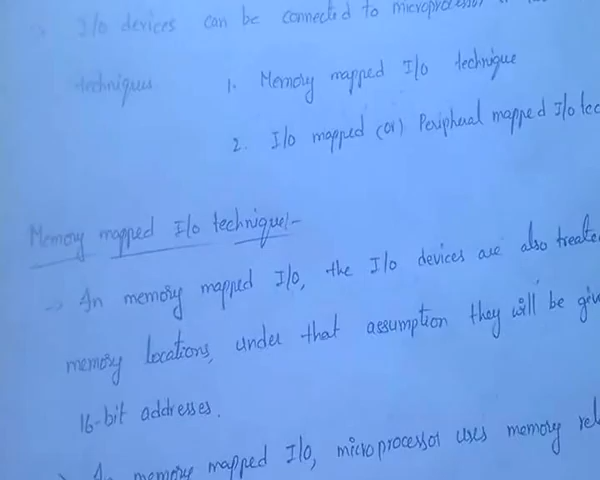 → I/o devices can be connected to microprocessor
techniques 1. Memory mapped I/o technique
2. I/o mapped (or) Peripheral mapped I/o
Memory mapped I/o technique:-
→ In memory mapped I/o, the I/o devices are also
memory locations, under that assumption they will be
16-bit addresses.
→ In memory mapped I/o, microprocessor uses memory